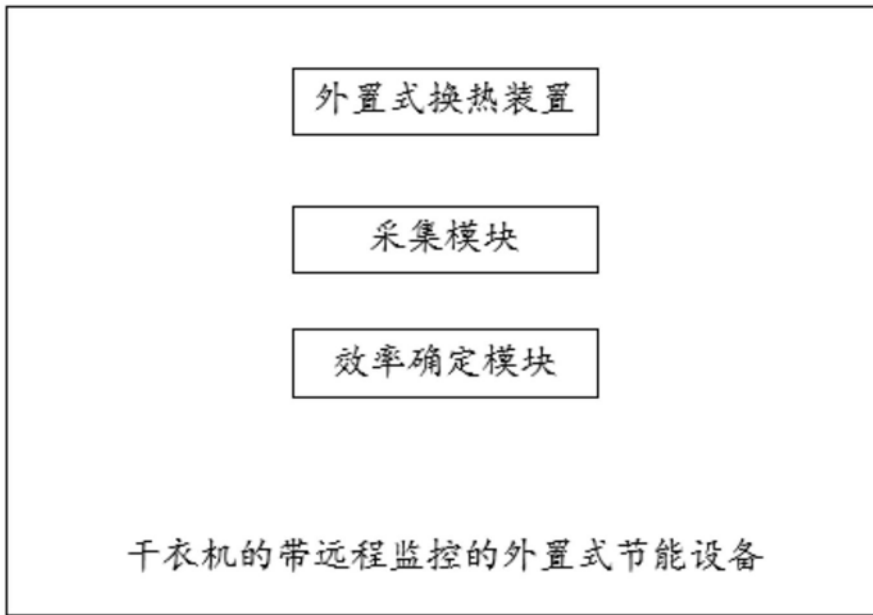 外置式换热装置
采集模块
效率确定模块
干衣机的带远程监控的外置式节能设备